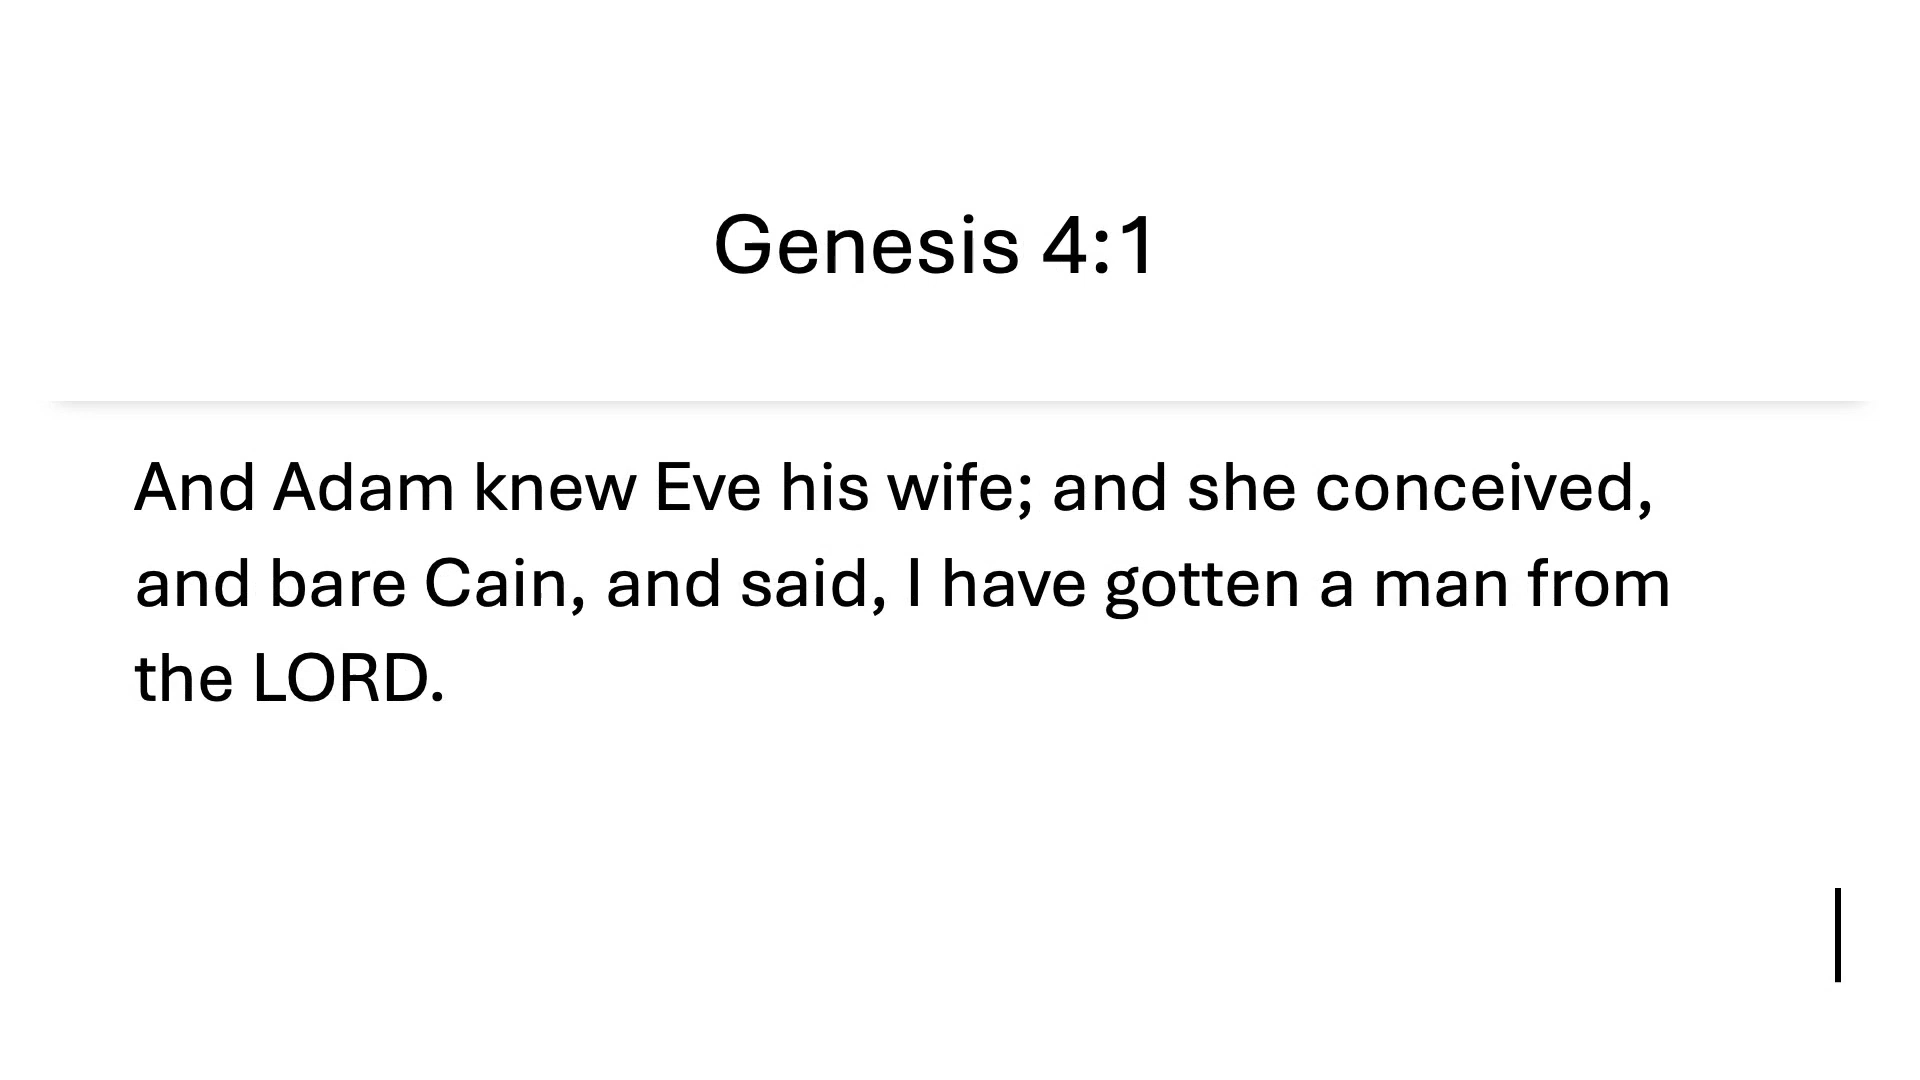 Genesis 4:1
And Adam knew Eve his wife; and she conceived,
and bare Cain, and said, I have gotten a man from
the LORD.